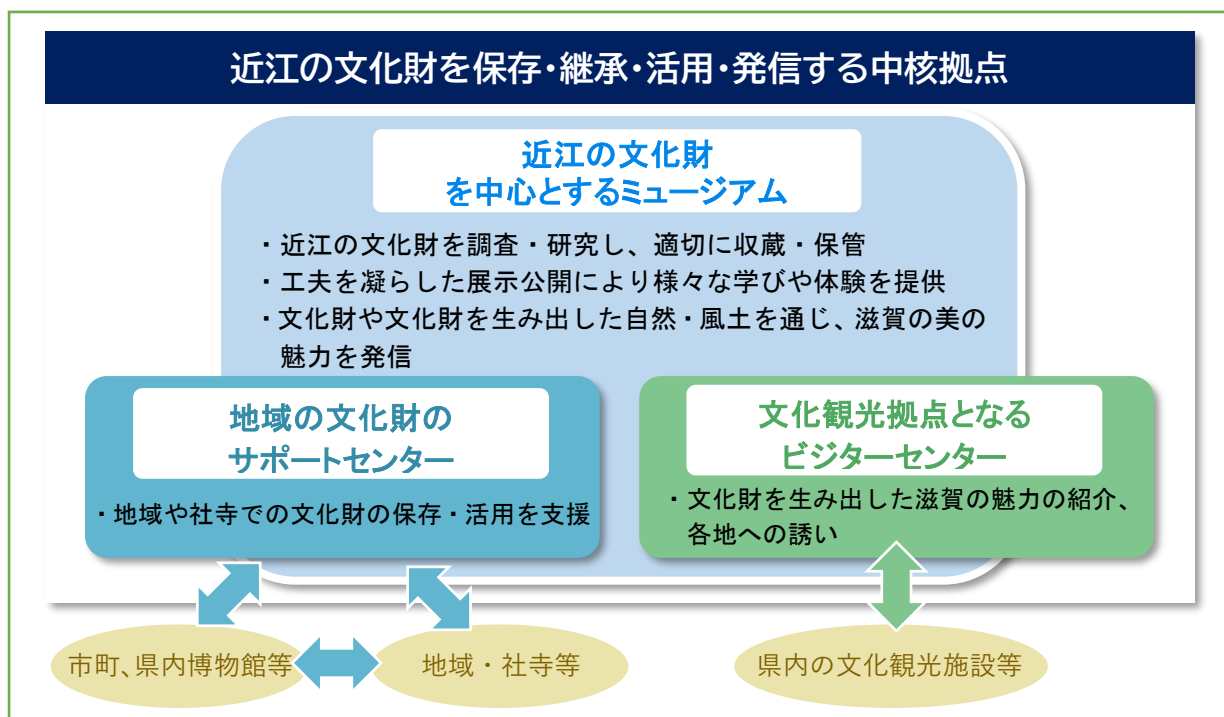 近江の文化財を保存・継承・活用・発信する中核拠点
近江の文化財
を中心とするミュージアム
・近江の文化財を調査・研究し、適切に収蔵・保管
・工夫を凝らした展示公開により様々な学びや体験を提供
・文化財や文化財を生み出した自然・風土を通じ、滋賀の美の
魅力を発信
地域の文化財の
サポートセンター
・地域や社寺での文化財の保存・活用を支援
文化観光拠点となる
ビジターセンター
・文化財を生み出した滋賀の魅力の紹介、
各地への誘い
市町、県内博物館等
地域・社寺等
県内の文化観光施設等